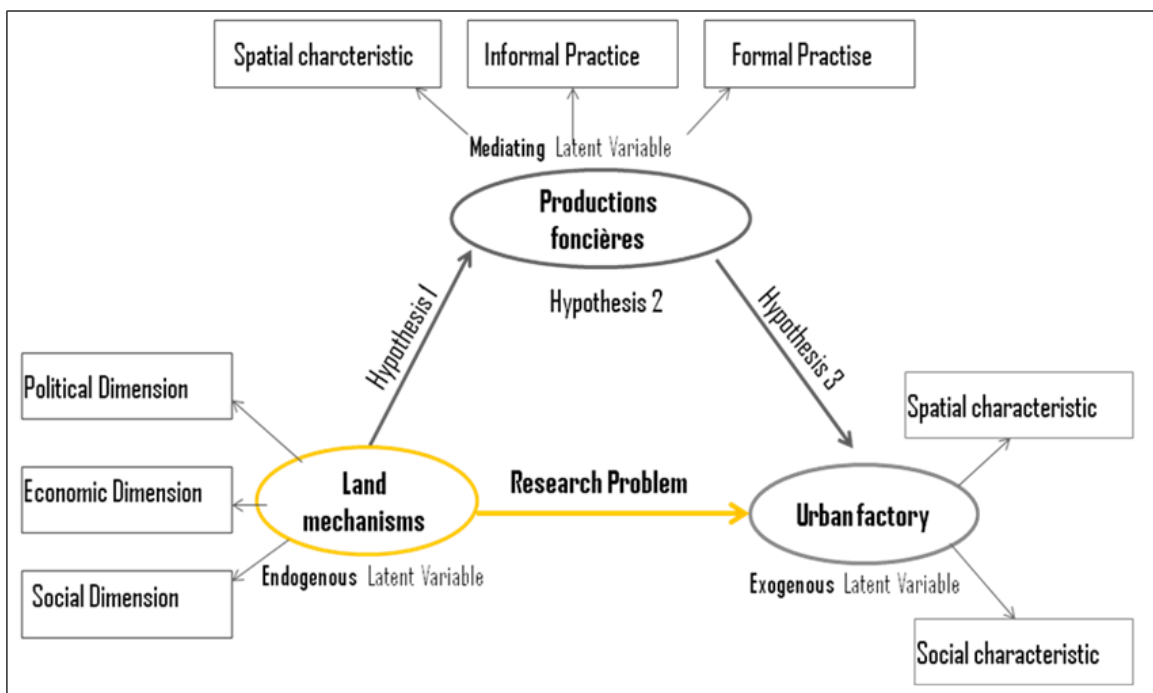 Spatial charcteristic
Informal Practice
Formal Practise
Mediating Latent Variable
Productions
foncières
Hypothesis 2
Hypothesis 1
Hypothesis 3
Political Dimension
Economic Dimension
Social Dimension
Land
mechanisms
Endogenous Latent Variable
Research Problem
Urban factory
Exogenous Latent Variable
Spatial characteristic
Social characteristic